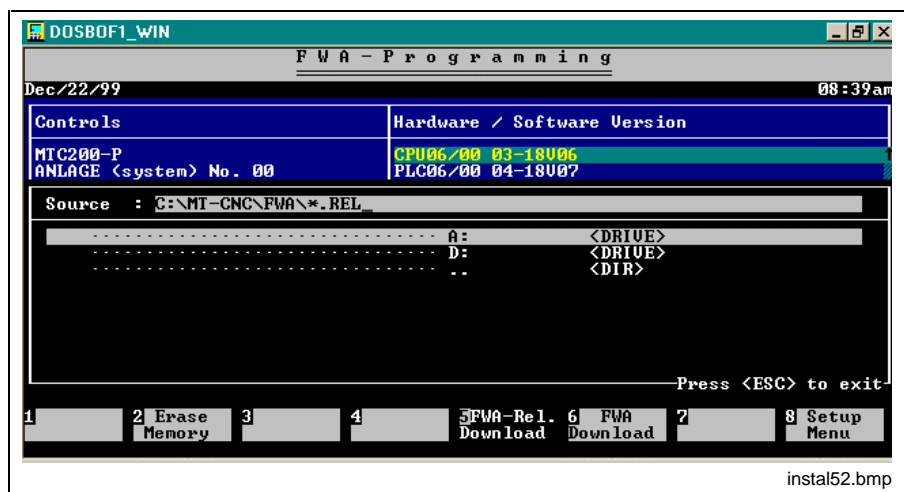 DOSBOF1_WIN
FWA-Programming
Dec/22/99 08:39am
Controls Hardware / Software Version
MTC200-P CPU06/00 03-18V06
ANLAGE (system) No. 00 PLC06/00 04-18V07
Source : C:\MT-CNC\FWA\*.REL_
................................. A: <DRIVE>
................................. D: <DRIVE>
................................. .. <DIR>
Press <ESC> to exit
1 2 Erase 3 4 5FWA-Rel. 6 FWA 7 8 Setup
Memory Download Download Menu
instal52.bmp